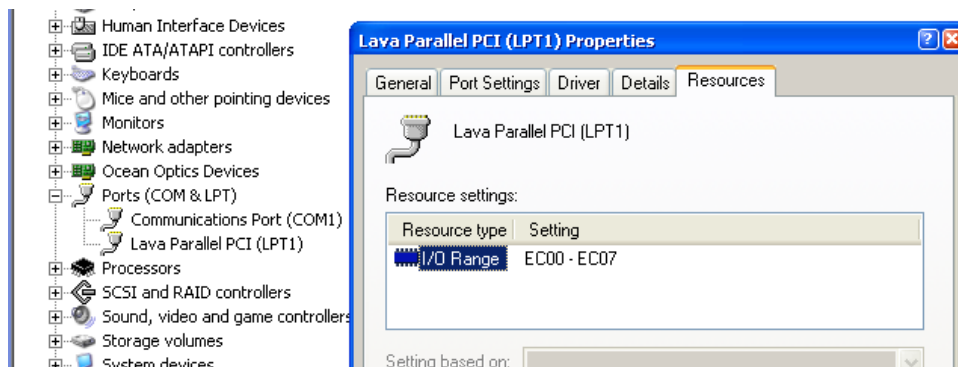 Human Interface Devices
IDE ATA/ATAPI controllers
Keyboards
Mice and other pointing devices
Monitors
Network adapters
Ocean Optics Devices
Ports (COM & LPT)
Communications Port (COM1)
Lava Parallel PCI (LPT1)
Processors
SCSI and RAID controllers
Sound, video and game controllers
Storage volumes
System devices
Lava Parallel PCI (LPT1) Properties
General Port Settings Driver Details Resources
Lava Parallel PCI (LPT1)
Resource settings:
Resource type Setting
I/O Range EC00 - EC07
Setting based on: